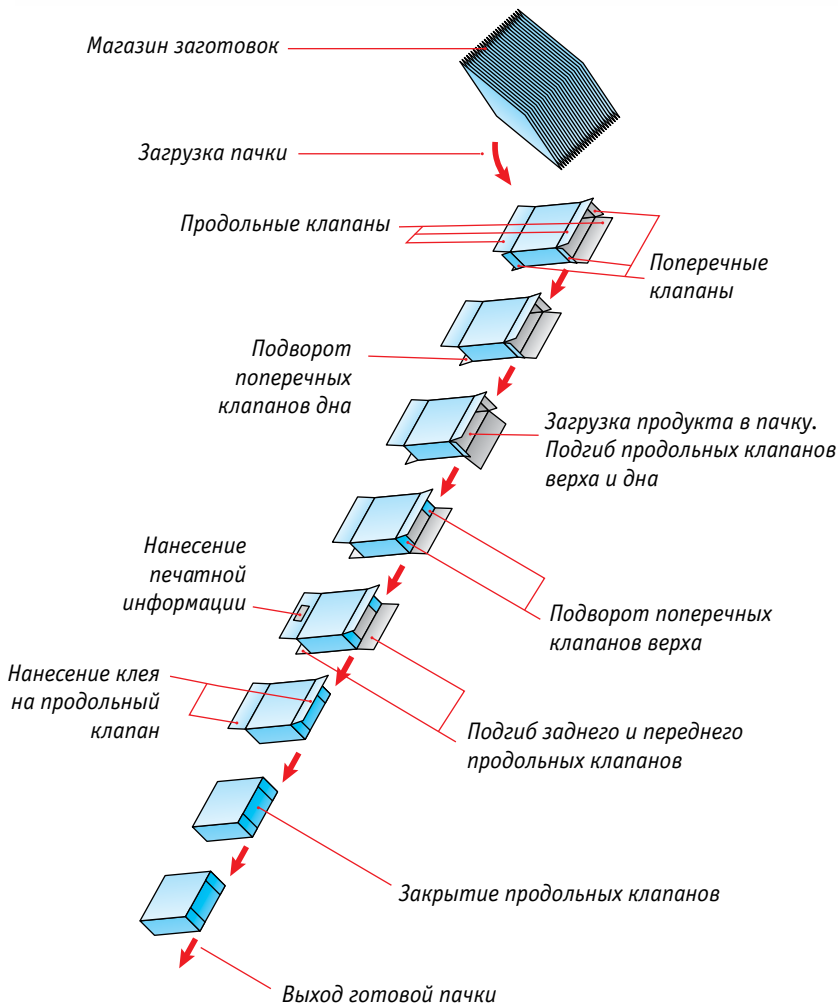 Магазин заготовок
Загрузка пачки
Продольные клапаны
Поперечные
клапаны
Подворот
поперечных
клапанов дна
Загрузка продукта в пачку.
Подгиб продольных клапанов
верха и дна
Нанесение
печатной
информации
Подворот поперечных
клапанов верха
Нанесение клея
на продольный
клапан
Подгиб заднего и переднего
продольных клапанов
Закрытие продольных клапанов
Выход готовой пачки